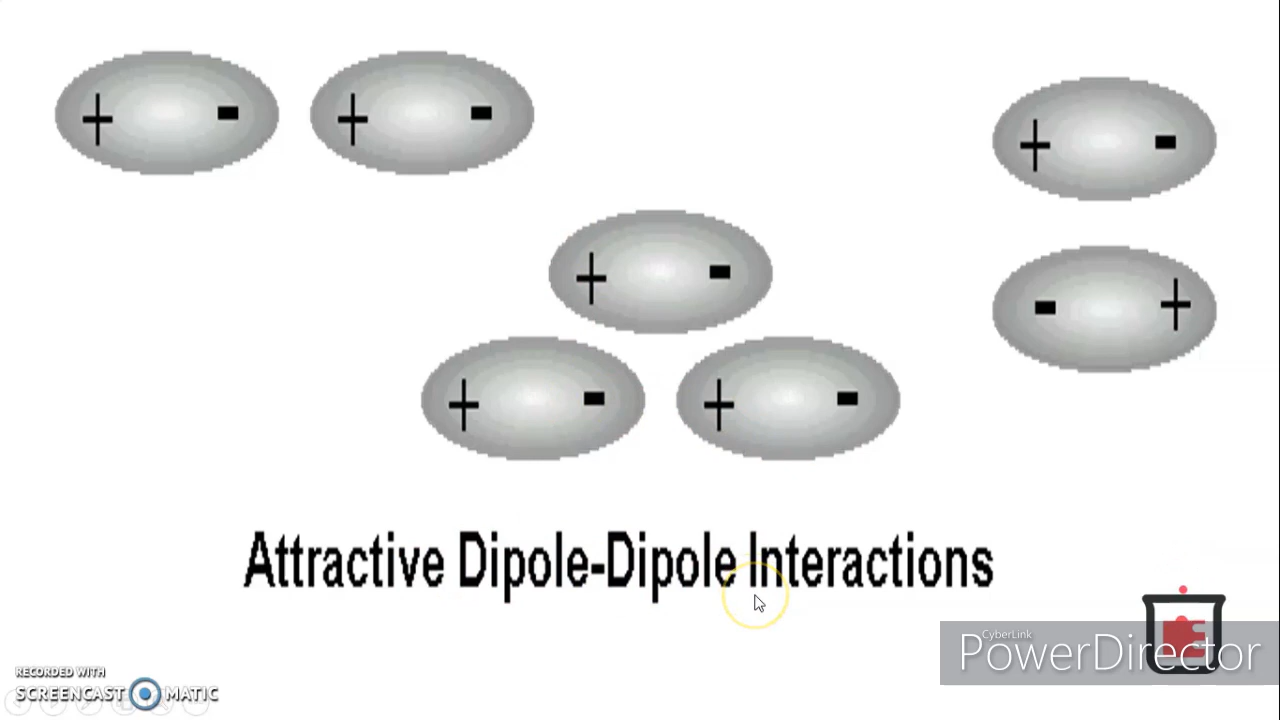 + - + -
+ -
+ -
+ - + -
- +
Attractive Dipole-Dipole Interactions
CyberLink
PowerDirector
RECORDED WITH
SCREENCAST MATIC